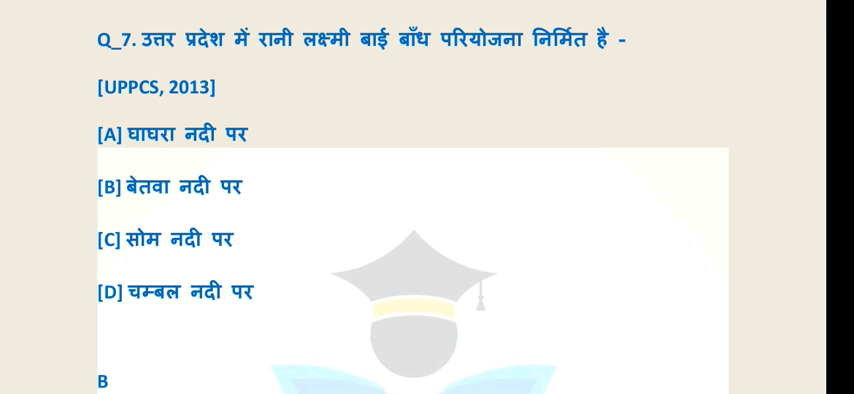 Q_7. उत्तर प्रदेश में रानी लक्ष्मी बाई बाँध परियोजना निर्मित है -
[UPPCS, 2013]
[A] घाघरा नदी पर
[B] बेतवा नदी पर
[C] सोम नदी पर
[D] चम्बल नदी पर
B